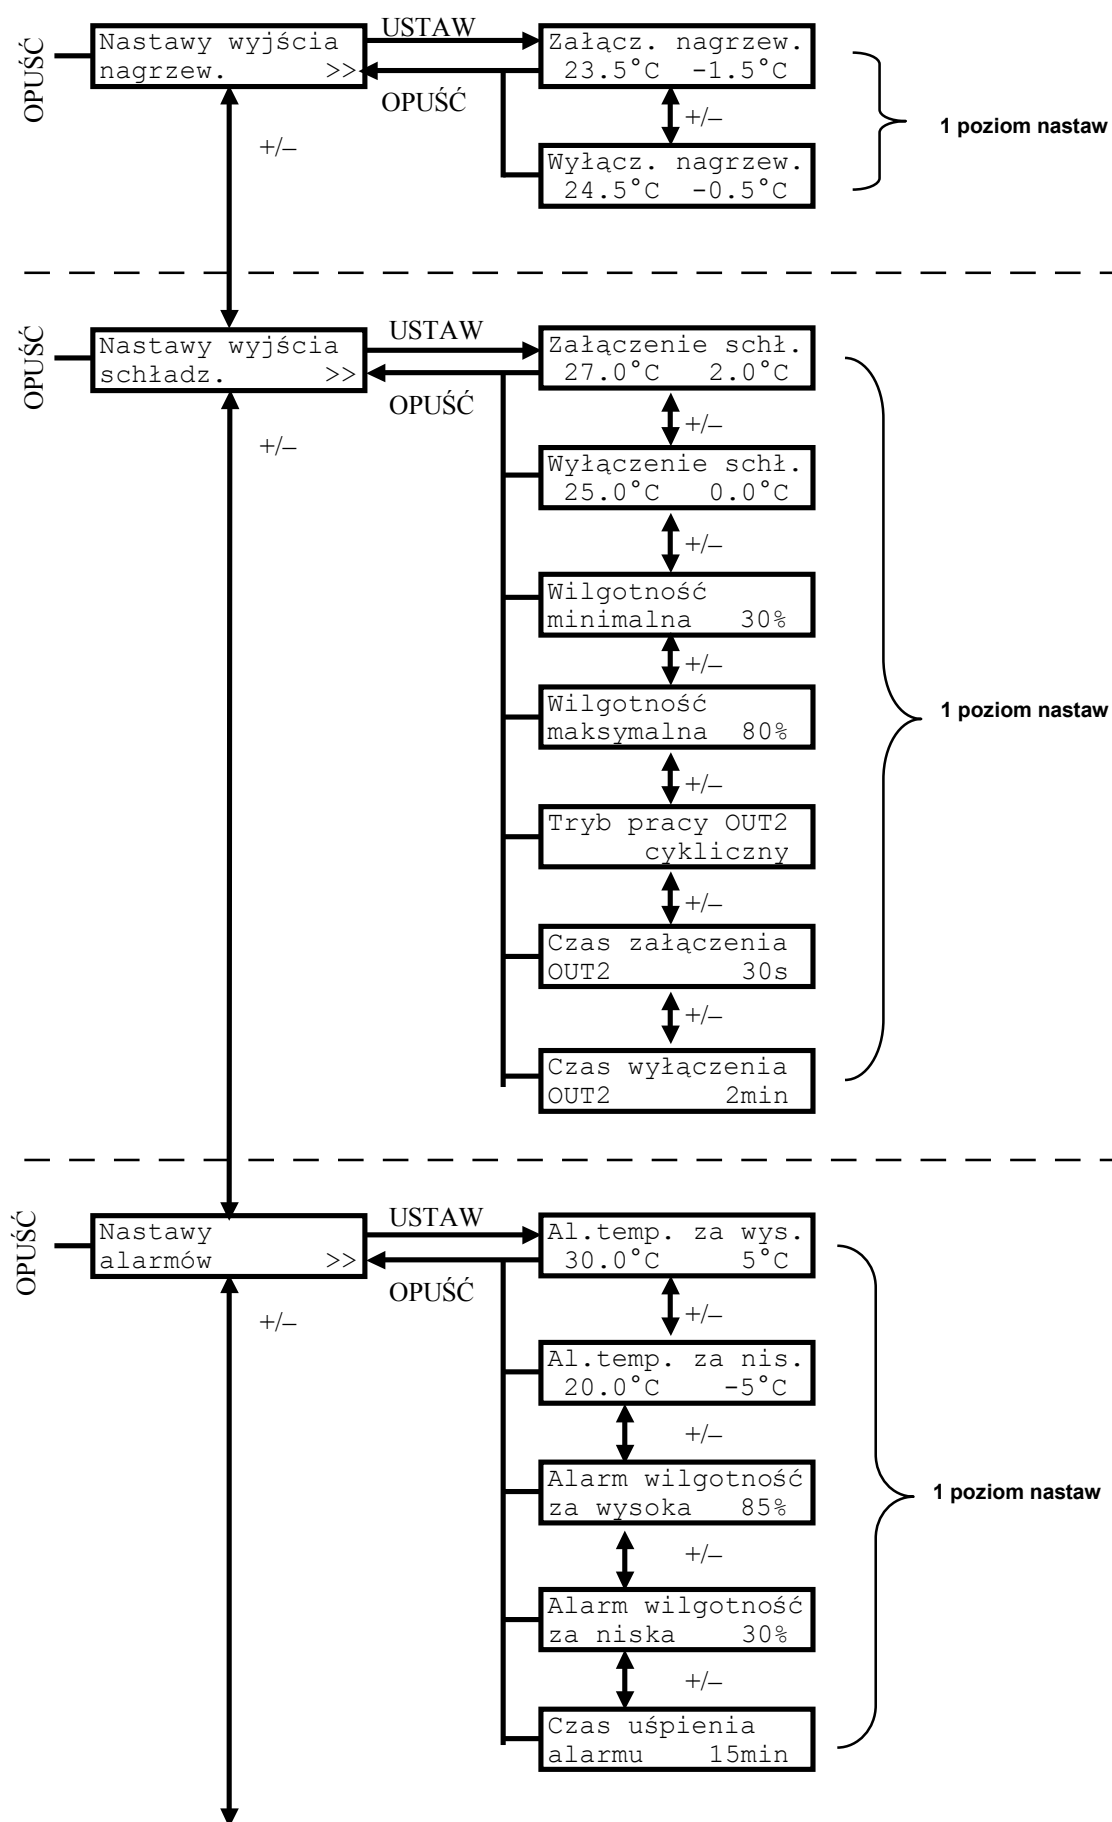 OPUŚĆ
Nastawy wyjścia
nagrzew. >>
USTAW
OPUŚĆ
Załącz. nagrzew.
23.5°C -1.5°C
+/–
Wyłącz. nagrzew.
24.5°C -0.5°C
1 poziom nastaw
+/–
OPUŚĆ
Nastawy wyjścia
schładz. >>
USTAW
OPUŚĆ
Załączenie schł.
27.0°C 2.0°C
+/–
+/–
Wyłączenie schł.
25.0°C 0.0°C
+/–
Wilgotność
minimalna 30%
+/–
Wilgotność
maksymalna 80%
1 poziom nastaw
+/–
Tryb pracy OUT2
cykliczny
+/–
Czas załączenia
OUT2 30s
+/–
Czas wyłączenia
OUT2 2min
OPUŚĆ
Nastawy
alarmów >>
USTAW
OPUŚĆ
Al.temp. za wys.
30.0°C 5°C
+/–
+/–
Al.temp. za nis.
20.0°C -5°C
+/–
Alarm wilgotność
za wysoka 85%
1 poziom nastaw
+/–
Alarm wilgotność
za niska 30%
+/–
Czas uśpienia
alarmu 15min